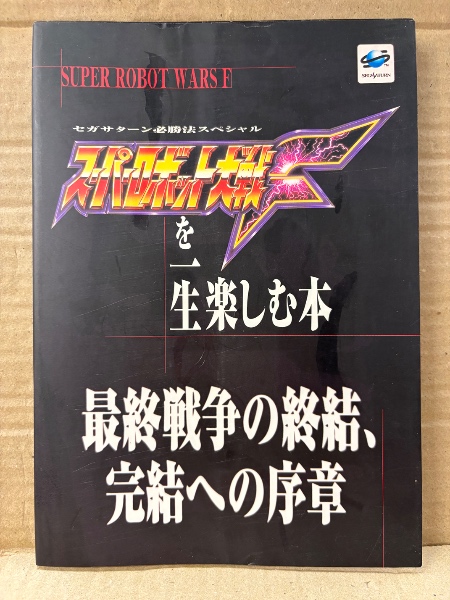 SUPER ROBOT WARS F
SEGA SATURN
セガサターン必勝法スペシャル
スーパーロボット大戦F
を
一
生楽しむ本
最終戦争の終結、
完結への序章